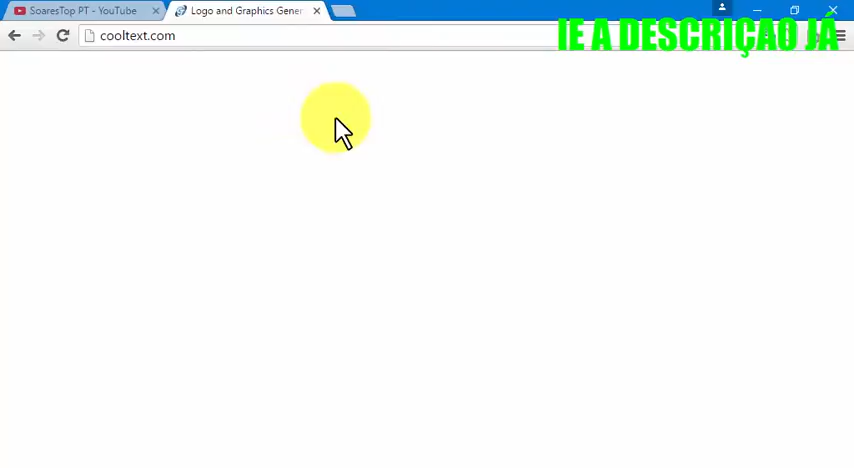 SoaresTop PT - YouTube
Logo and Graphics Gener
IE A DESCRIÇAO JÁ
cooltext.com